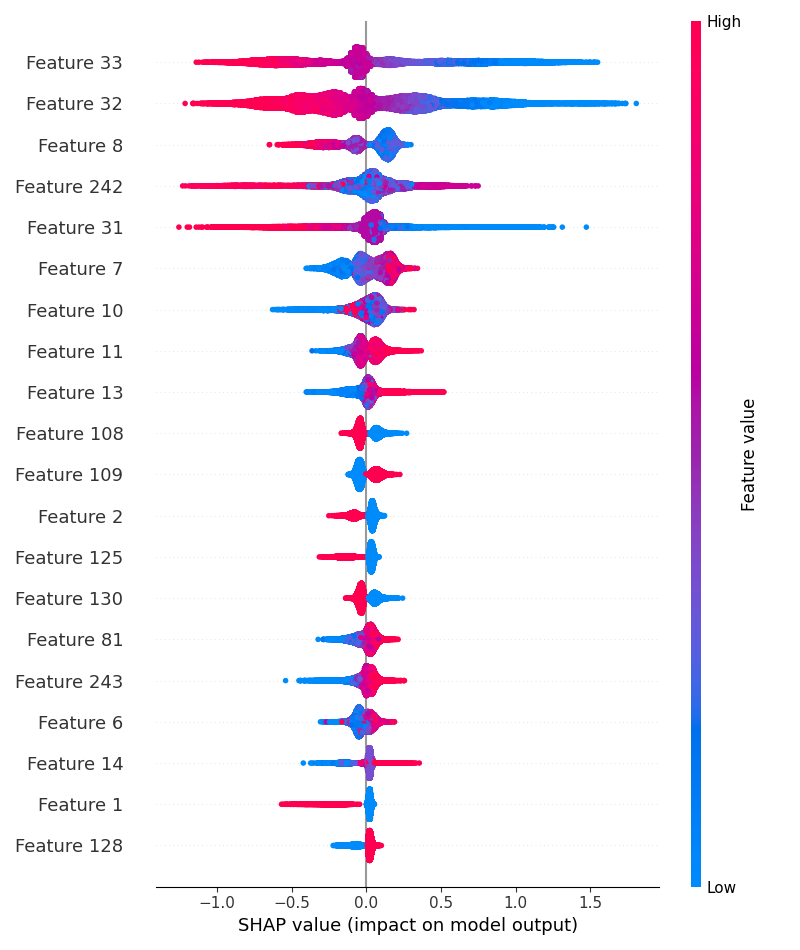 High
Feature 33
Feature 32
Feature 8
Feature 242
Feature 31
Feature 7
Feature 10
Feature 11
Feature 13
Feature 108
Feature 109
Feature 2
Feature 125
Feature 130
Feature 81
Feature 243
Feature 6
Feature 14
Feature 1
Feature 128
Feature value
Low
−1.0 −0.5 0.0 0.5 1.0 1.5
SHAP value (impact on model output)